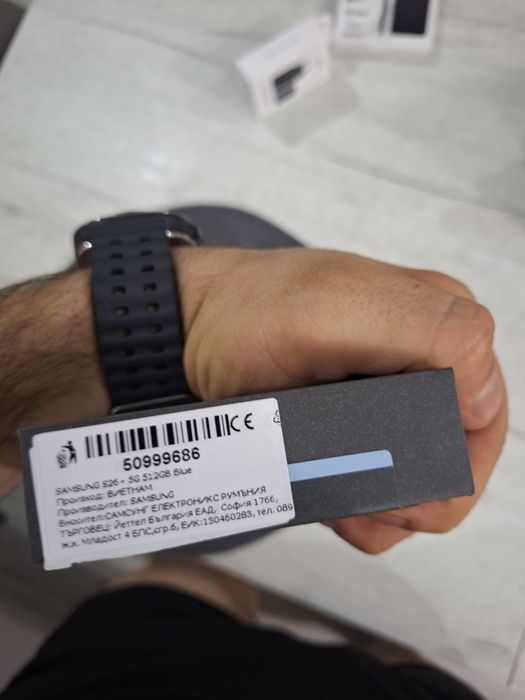 CE
50999686
SAMSUNG S26 + 5G 512GB Blue
Произход: ВИЕТНАМ
Производител: SAMSUNG
Вносител:САМСУНГ ЕЛЕКТРОНИКС РУМЪНИЯ
ТЪРГОВЕЦ: Йеттел България ЕАД, София 1766,
ж.к. Младост 4 БПС,сгр.6, ЕИК:130460283, тел. 089